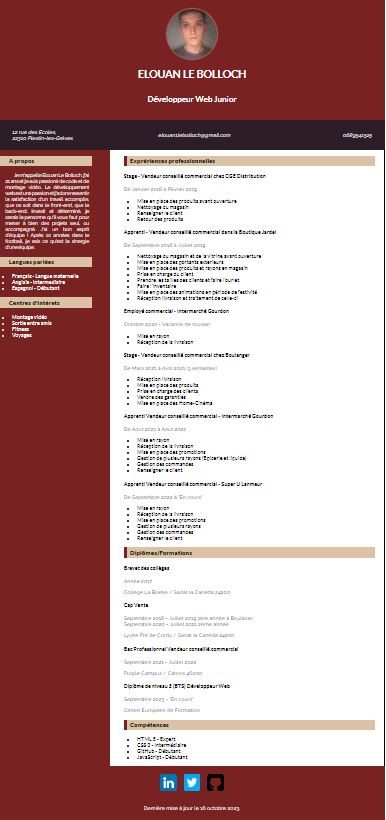 ELOUAN LE BOLLOCH
Développeur Web Junior
12 rue des Écoles,
22310 Plestin-les-Grèves
elouan.lebolloch@gmail.com
A propos
Je m'appelle Elouan Le Bolloch, j'ai
21 ans et je suis passioné de code et de
montage vidéo. Le développement
web est une passion et j'adore ressentir
la satisfaction d'un travail accomplie,
que ce soit dans le front-end, que le
back-end. Investi et déterminé, je
serais la personne qu'il vous faut pour
mener à bien des projets seul, ou
accompagné. J'ai un bon esprit
d'équipe ! Après 10 années dans le
football, je sais ce qu'est la sinergie
d'une équipe.
Langues parlées
Français - Langue maternelle
Anglais - Intermédiaire
Espagnol - Débutant
Centres d'intérêts
Montage vidéo
Sortie entre amis
Fitness
Voyages
Expériences professionnelles
Stage - Vendeur conseillé commercial chez CGE Distribution
De Janvier 2018 à Février 2019
Mise en place des produits avant ouverture
Nettoyage du magasin
Renseigner le client
Retour des produits
Apprenti - Vendeur conseillé commercial dans la Boutique Jardel
De Septembre 2018 à Juillet 2019
Nettoyage du magasin et de la vitrine avant ouverture
Mise en place des portants extérieurs
Mise en place des produits et rayons en magasin
Prise en charge du client
Prendre les tailles des clients et faire l'ourlet
Faire l'inventaire
Mise en place des animations en période de festivité
Réception livraison et traitement de celle-ci
Employé commercial - Intermarché Gourdon
Octobre 2020 - Vacance de toussaint
Mise en rayon
Réception de la livraison
Stage - Vendeur conseillé commercial chez Boulanger
De Mars 2021 à Avril 2021 (3 semaines)
Réception livraison
Mise en place des produits
Prise en charge des clients
Vendre des garanties
Mise en place des Home-Cinéma
Apprenti Vendeur conseillé commercial - Intermarché Gourdon
De Août 2021 à Août 2022
Mise en rayon
Réception de la livraison
Mise en place des promotions
Gestion de plusieurs rayons (Epicerie et liquide)
Gestion des commandes
Renseigner le client
Apprenti Vendeur conseillé commercial - Super U Lanmeur
De Septembre 2022 à "En cours"
Mise en rayon
Réception de la livraison
Mise en place des promotions
Gestion de plusieurs rayons
Gestion des commandes
Renseigner le client
Diplômes/Formations
Brevet des collèges
Année 2017
Collège La Boétie / Sarlat la Canéda 24200
Cap Vente
Septembre 2018 - Juillet 2019 1ère année à Boulazac
Septembre 2020 - Juillet 2021 2ème année
Lycée Pré de Cordy / Sarlat la Canéda 24200
Bac Professionnel Vendeur conseillé commercial
Septembre 2021 - Juillet 2022
Purple Campus / Cahors 46000
Diplôme de niveau 5 (BTS) Développeur Web
Septembre 2023 - "En cours"
Centre Européen de Formation
Compétences
HTML 5 - Expert
CSS 3 - Intermédiaire
GitHub - Débutant
JavaScript - Débutant
Dernière mise à jour le 18 octobre 2023.